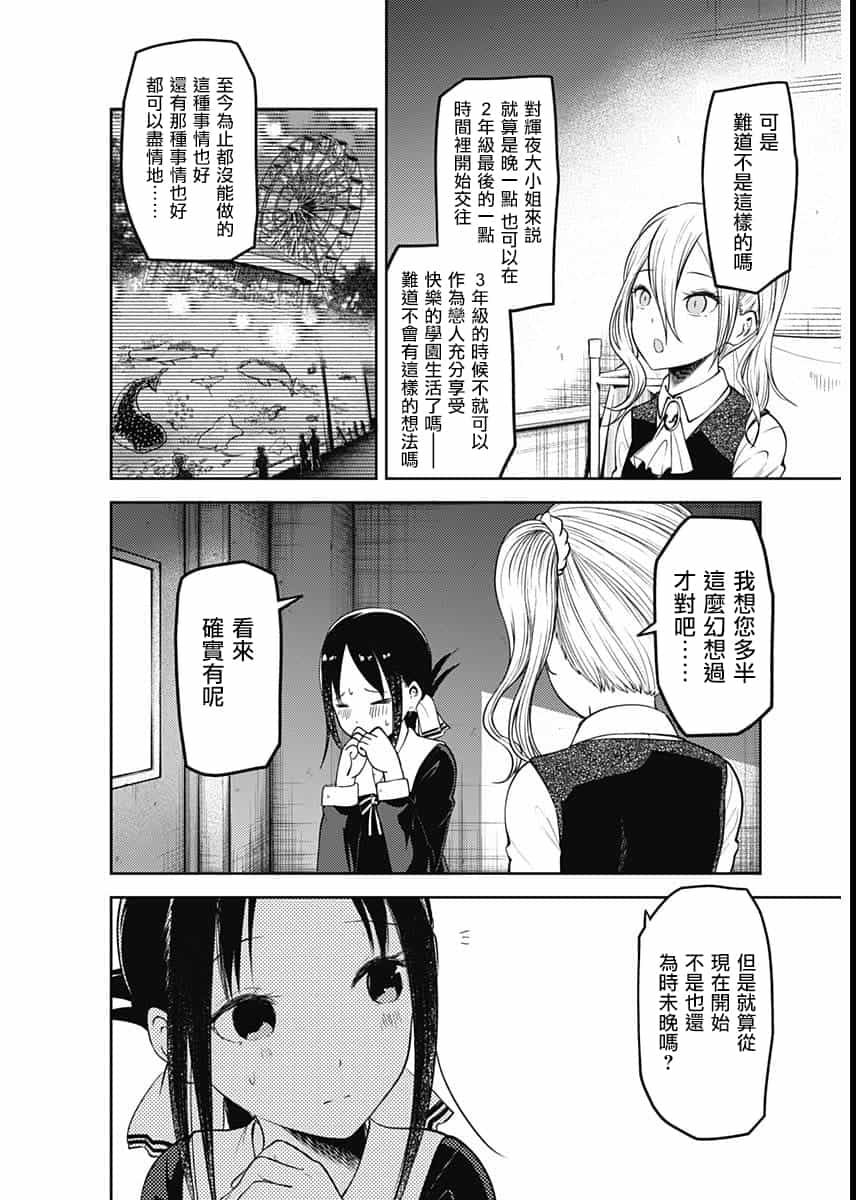 可是
難道不是這樣的嗎
對輝夜大小姐來說
就算是晚一點 也可以在
2年級最後的一點
時間裡開始交往
3年級的時候不就可以
作為戀人充分享受
快樂的學園生活了嗎——
難道不會有這樣的想法嗎
至今為止都沒能做的
這種事情也好
還有那種事情也好
都可以盡情地……
我想您多半
這麼幻想過
才對吧……
看來
確實有呢
但是就算從
現在開始
不是也還
為時未晚嗎?